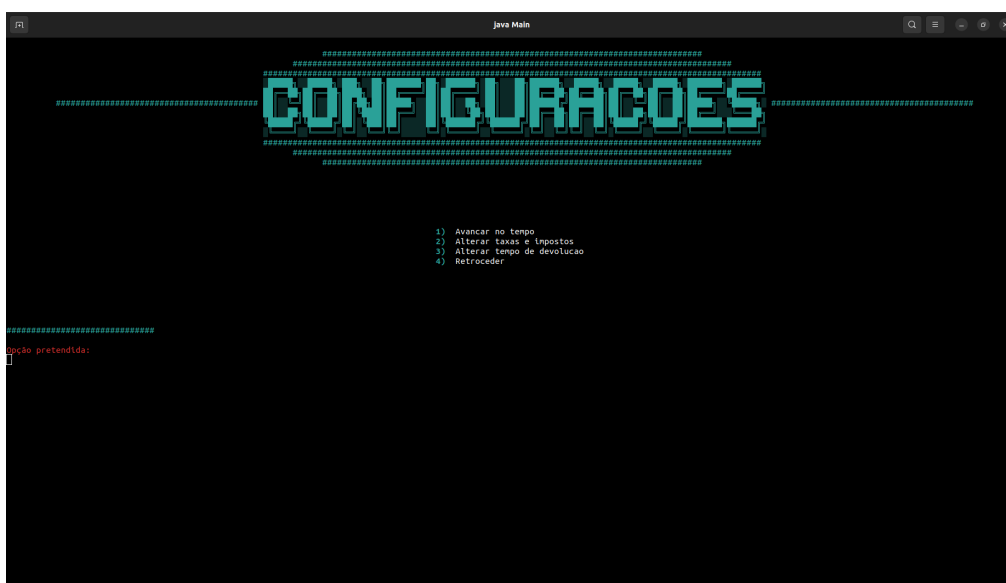 java Main
CONFIGURACOES
1) Avancar no tempo
2) Alterar taxas e impostos
3) Alterar tempo de devolucao
4) Retroceder
##############################
Opção pretendida: